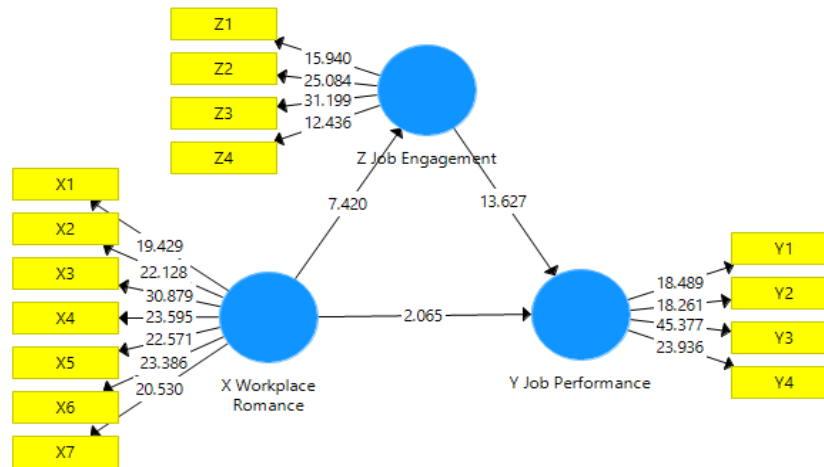 Z1
Z2
Z3
Z4
15.940
25.084
31.199
12.436
Z Job Engagement
7.420
13.627
X1
X2
X3
X4
X5
X6
X7
19.429
22.128
30.879
23.595
22.571
23.386
20.530
X Workplace
Romance
2.065
Y Job Performance
18.489
18.261
45.377
23.936
Y1
Y2
Y3
Y4